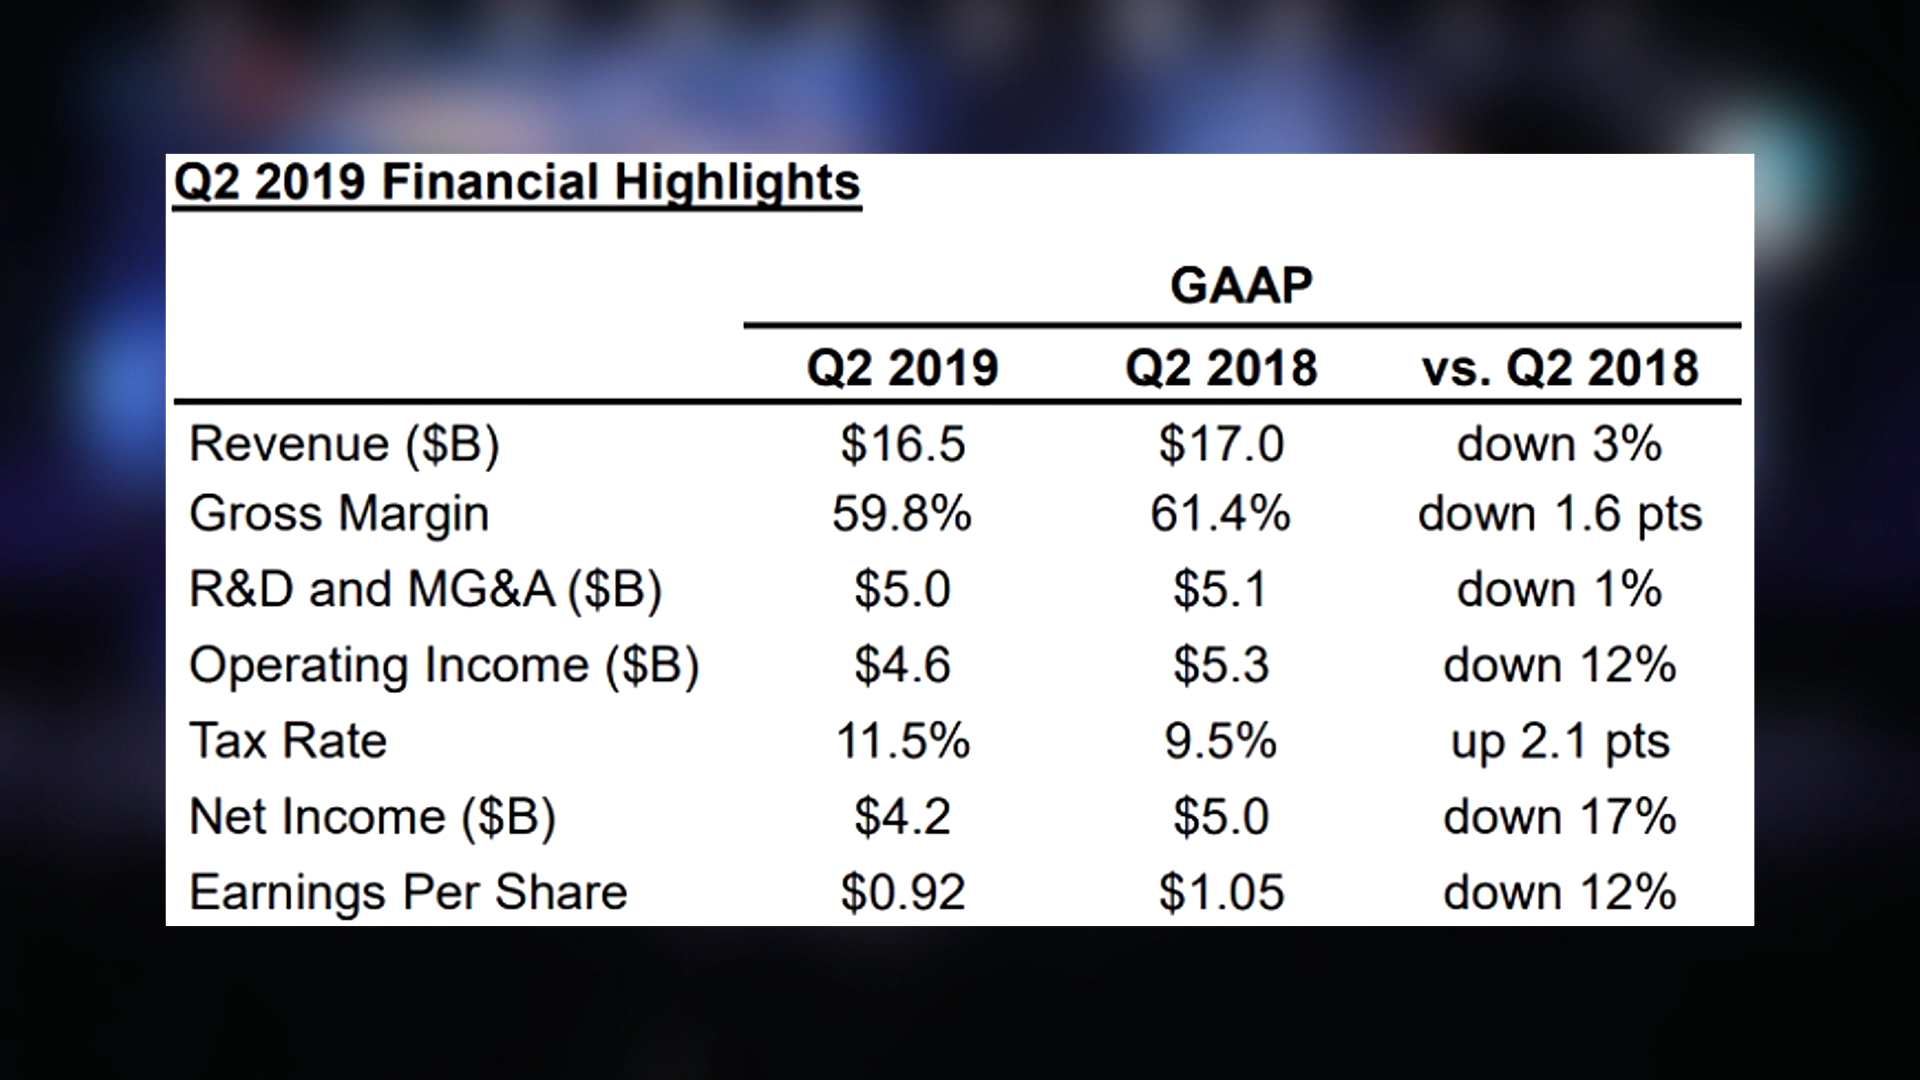 Q2 2019 Financial Highlights
GAAP
Q2 2019 Q2 2018 vs. Q2 2018
Revenue ($B) $16.5 $17.0 down 3%
Gross Margin 59.8% 61.4% down 1.6 pts
R&D and MG&A ($B) $5.0 $5.1 down 1%
Operating Income ($B) $4.6 $5.3 down 12%
Tax Rate 11.5% 9.5% up 2.1 pts
Net Income ($B) $4.2 $5.0 down 17%
Earnings Per Share $0.92 $1.05 down 12%